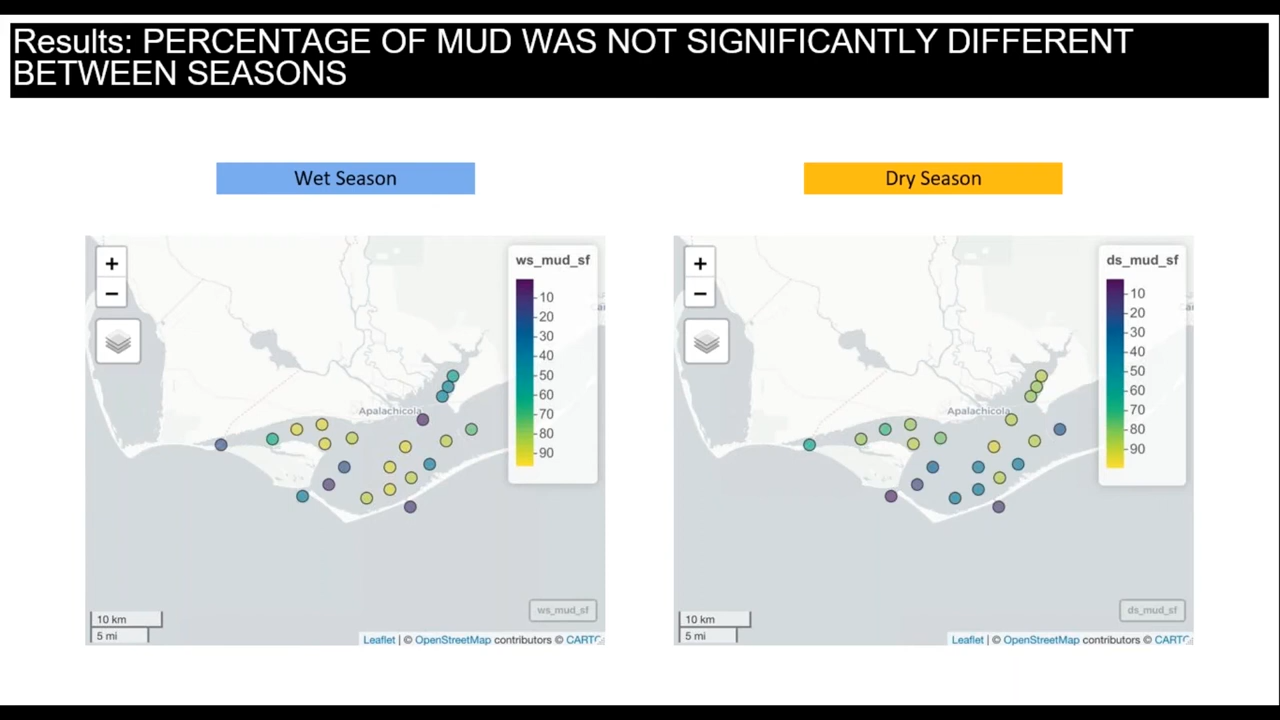 Results: PERCENTAGE OF MUD WAS NOT SIGNIFICANTLY DIFFERENT
BETWEEN SEASONS
Wet Season
Dry Season
+
−
ws_mud_sf
10
20
30
40
50
60
70
80
90
Apalachicola
10 km
5 mi
ws_mud_sf
Leaflet | © OpenStreetMap contributors © CARTO
+
−
ds_mud_sf
10
20
30
40
50
60
70
80
90
Apalachicola
10 km
5 mi
ds_mud_sf
Leaflet | © OpenStreetMap contributors © CARTO